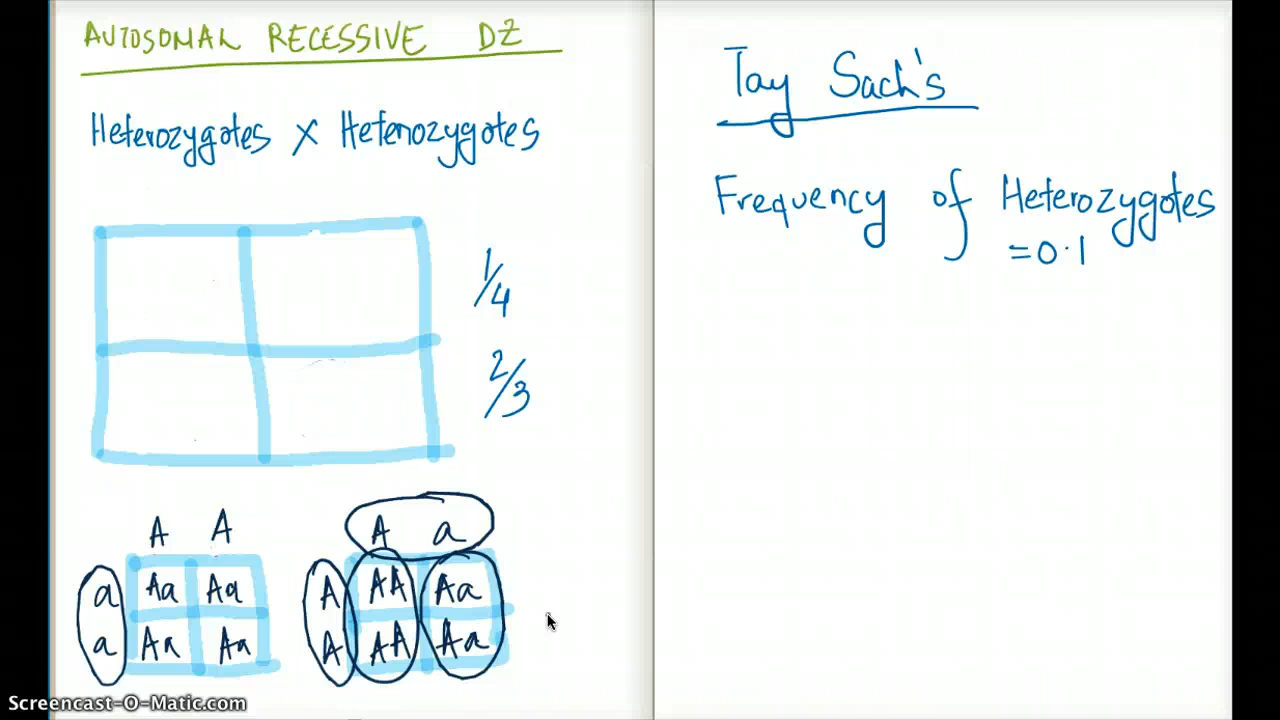 AUTOSOMAL RECESSIVE DZ
Heterozygotes X Heterozygotes
1/4
2/3
A A
a Aa Aa
a Aa Aa
A a
A AA Aa
A AA Aa
Tay Sach's
Frequency of Heterozygotes
=0.1
Screencast-O-Matic.com